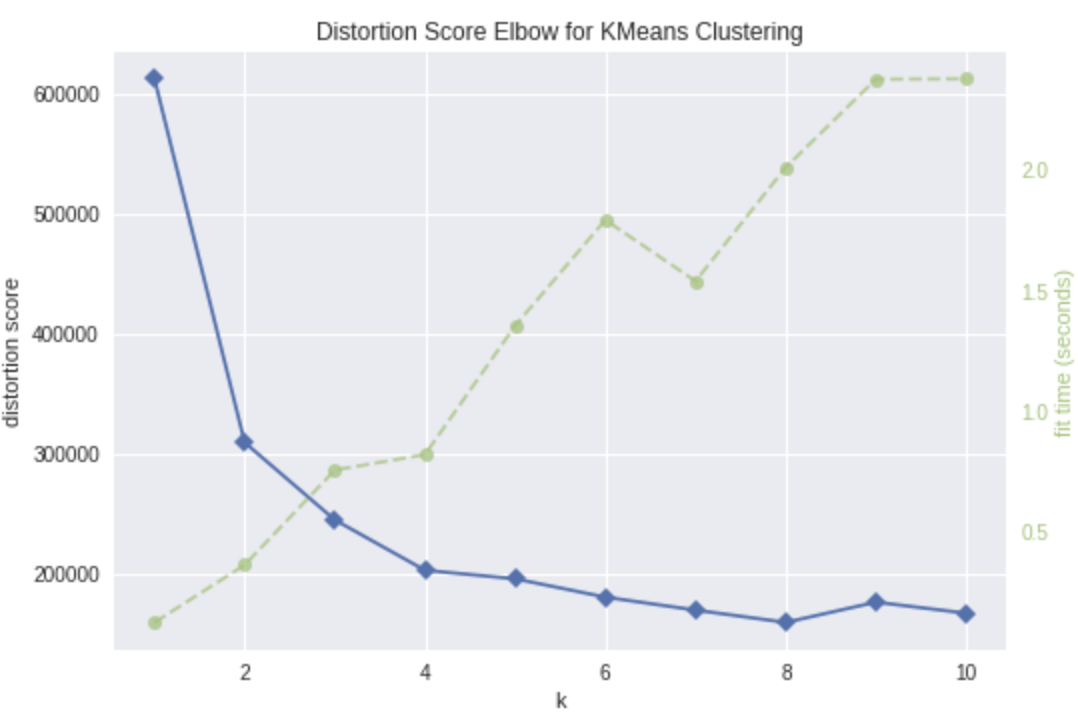 Distortion Score Elbow for KMeans Clustering
600000
500000
400000
300000
200000
distortion score
2.0
1.5
1.0
0.5
fit time (seconds)
2 4 6 8 10
k